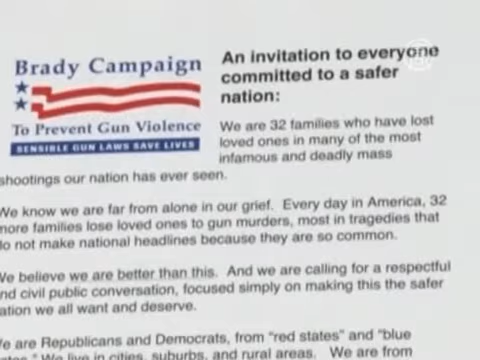 Brady Campaign
To Prevent Gun Violence
SENSIBLE GUN LAWS SAVE LIVES
An invitation to everyone
committed to a safer
nation:
We are 32 families who have lost
loved ones in many of the most
infamous and deadly mass
shootings our nation has ever seen.
We know we are far from alone in our grief. Every day in America, 32
more families lose loved ones to gun murders, most in tragedies that
do not make national headlines because they are so common.
We believe we are better than this. And we are calling for a respectful
nd civil public conversation, focused simply on making this the safer
ation we all want and deserve.
e are Republicans and Democrats, from "red states" and "blue
We live in cities, suburbs, and rural areas. We are from